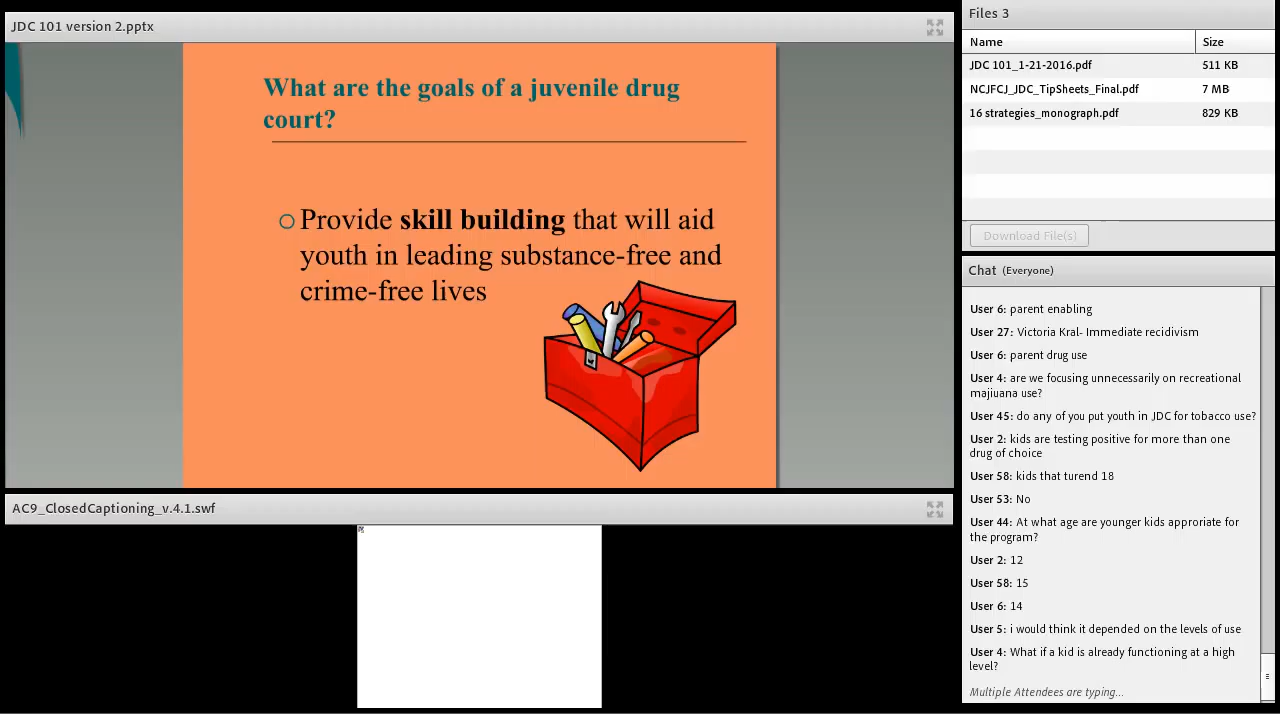 JDC 101 version 2.pptx
What are the goals of a juvenile drug
court?
Provide skill building that will aid
youth in leading substance-free and
crime-free lives
AC9_ClosedCaptioning_v.4.1.swf
Files 3
Name Size
JDC 101_1-21-2016.pdf 511 KB
NCJFCJ_JDC_TipSheets_Final.pdf 7 MB
16 strategies_monograph.pdf 829 KB
Download File(s)
Chat (Everyone)
User 6: parent enabling
User 27: Victoria Kral- Immediate recidivism
User 6: parent drug use
User 4: are we focusing unnecessarily on recreational
majiuana use?
User 45: do any of you put youth in JDC for tobacco use?
User 2: kids are testing positive for more than one
drug of choice
User 58: kids that turend 18
User 53: No
User 44: At what age are younger kids approriate for
the program?
User 2: 12
User 58: 15
User 6: 14
User 5: i would think it depended on the levels of use
User 4: What if a kid is already functioning at a high
level?
Multiple Attendees are typing...